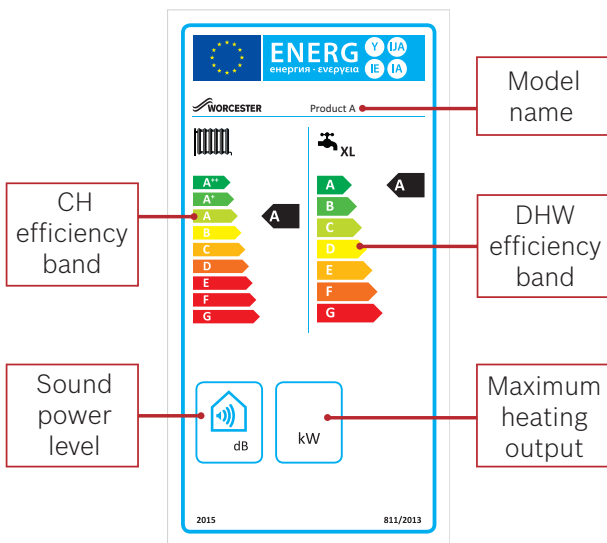 ENERG
енергия · ενεργεια
Y IJA
IE IA
WORCESTER
Product A
Model
name
XL
A++
A+
A
B
C
D
E
F
G
A
A
B
C
D
E
F
G
A
CH
efficiency
band
DHW
efficiency
band
Sound
power
level
dB
kW
Maximum
heating
output
2015
811/2013